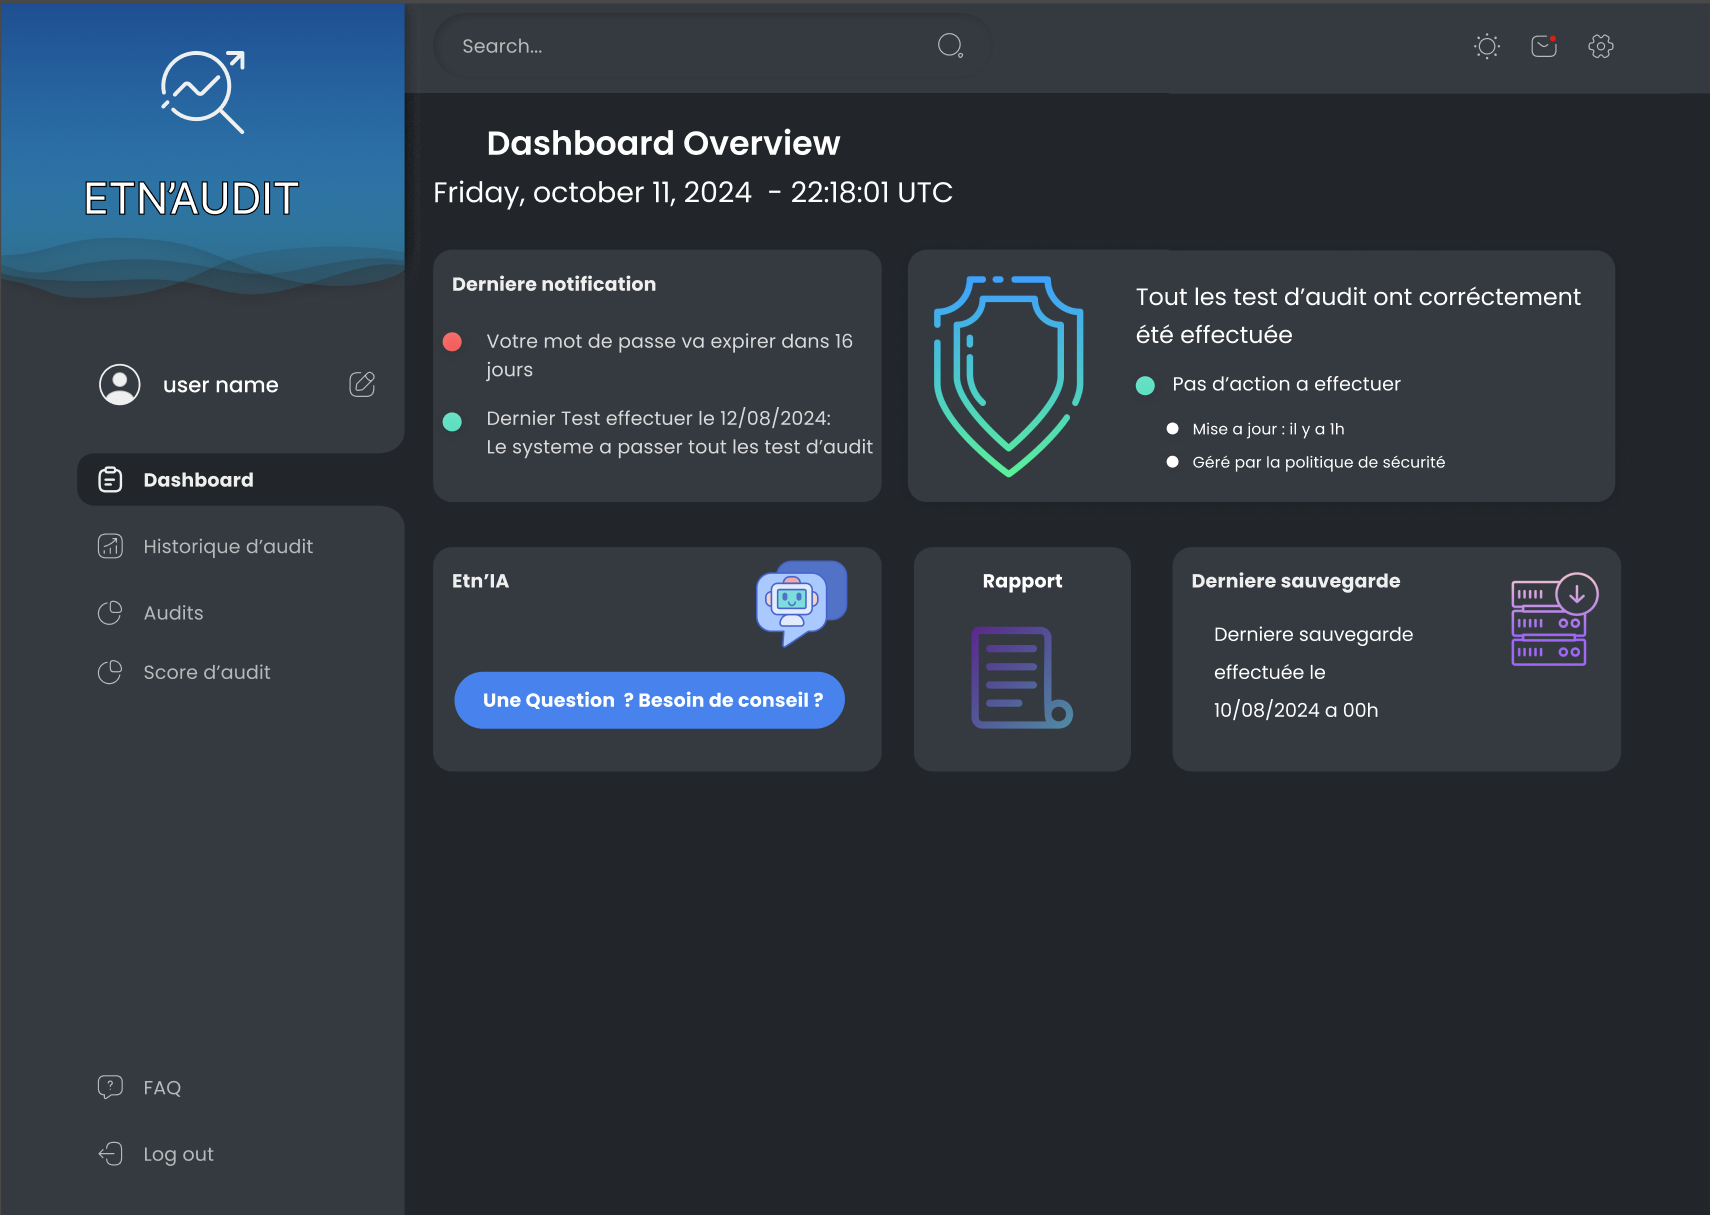 ETN'AUDIT
user name
Dashboard
Historique d'audit
Audits
Score d'audit
FAQ
Log out
Search...
Dashboard Overview
Friday, october 11, 2024 - 22:18:01 UTC
Derniere notification
Votre mot de passe va expirer dans 16
jours
Dernier Test effectuer le 12/08/2024:
Le systeme a passer tout les test d'audit
Tout les test d'audit ont corréctement
été effectuée
Pas d'action a effectuer
Mise a jour : il y a 1h
Géré par la politique de sécurité
Etn'IA
Une Question ? Besoin de conseil ?
Rapport
Derniere sauvegarde
Derniere sauvegarde
effectuée le
10/08/2024 a 00h